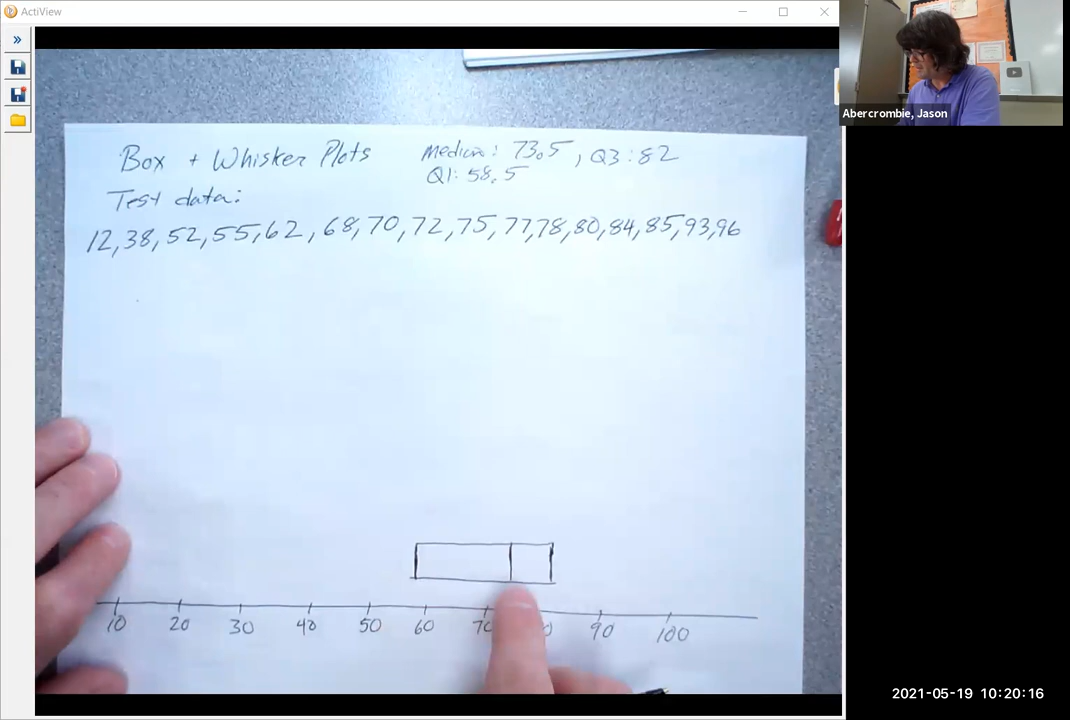 ActiView
Abercrombie, Jason
Box + Whisker Plots
Median: 73.5, Q3: 82
Q1: 58.5
Test data:
12, 38, 52, 55, 62, 68, 70, 72, 75, 77, 78, 80, 84, 85, 93, 96
10 20 30 40 50 60 70 90 100
2021-05-19 10:20:16